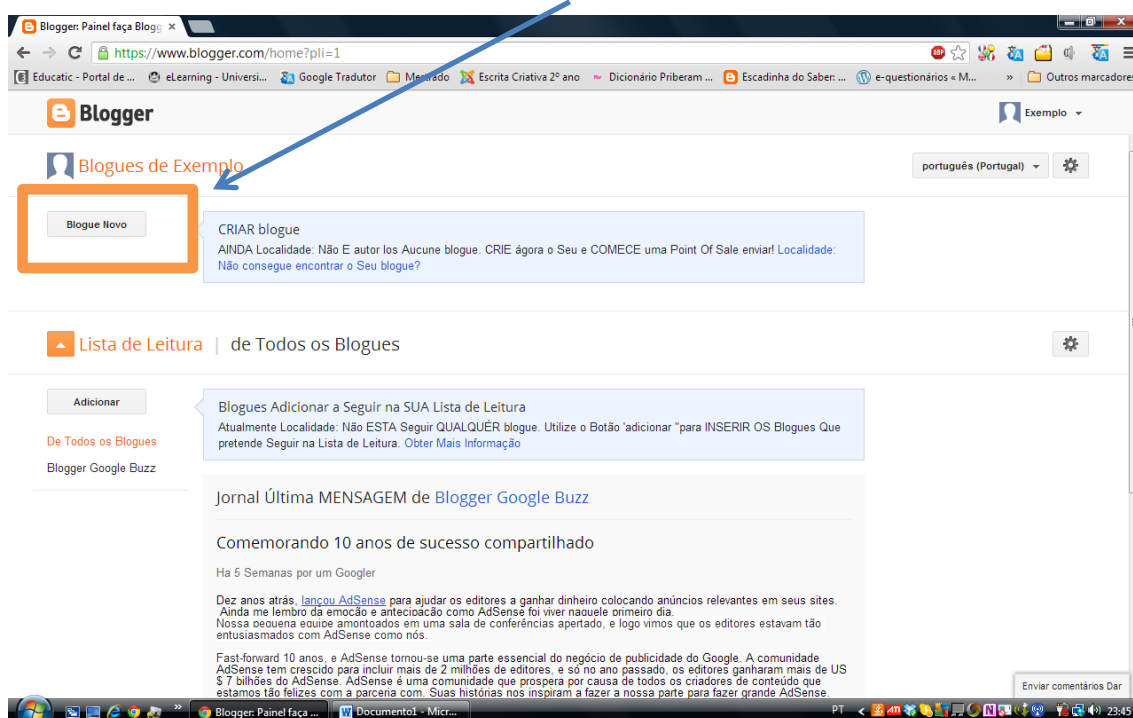 Blogger: Painel faça Blogg
https://www.blogger.com/home?pli=1
Educatic - Portal de ... eLearning - Universi... Google Tradutor Mestrado Escrita Criativa 2º ano Dicionário Priberam ... Escadinha do Saber: ... e-questionários « M... » Outros marcadores
Blogger Exemplo
Blogues de Exemplo português (Portugal)
Blogue Novo
CRIAR blogue
AINDA Localidade: Não E autor los Aucune blogue. CRIE ágora o Seu e COMECE uma Point Of Sale enviar! Localidade:
Não consegue encontrar o Seu blogue?
Lista de Leitura | de Todos os Blogues
Adicionar
De Todos os Blogues
Blogger Google Buzz
Blogues Adicionar a Seguir na SUA Lista de Leitura
Atualmente Localidade: Não ESTA Seguir QUALQUÉR blogue. Utilize o Botão 'adicionar "para INSERIR OS Blogues Que
pretende Seguir na Lista de Leitura. Obter Mais Informação
Jornal Última MENSAGEM de Blogger Google Buzz
Comemorando 10 anos de sucesso compartilhado
Ha 5 Semanas por um Googler
Dez anos atrás, lançou AdSense para ajudar os editores a ganhar dinheiro colocando anúncios relevantes em seus sites.
Ainda me lembro da emoção e antecipação como AdSense foi viver naquele primeiro dia.
Nossa pequena equipe amontoados em uma sala de conferências apertado, e logo vimos que os editores estavam tão
entusiasmados com AdSense como nós.
Fast-forward 10 anos, e AdSense tornou-se uma parte essencial do negócio de publicidade do Google. A comunidade
AdSense tem crescido para incluir mais de 2 milhões de editores, e só no ano passado, os editores ganharam mais de US
$ 7 bilhões do AdSense. AdSense é uma comunidade que prospera por causa de todos os criadores de conteúdo que
estamos tão felizes com a parceria com. Suas histórias nos inspiram a fazer a nossa parte para fazer grande AdSense.
Enviar comentários Dar
Blogger: Painel faça ... Documento1 - Micr... PT 23:45